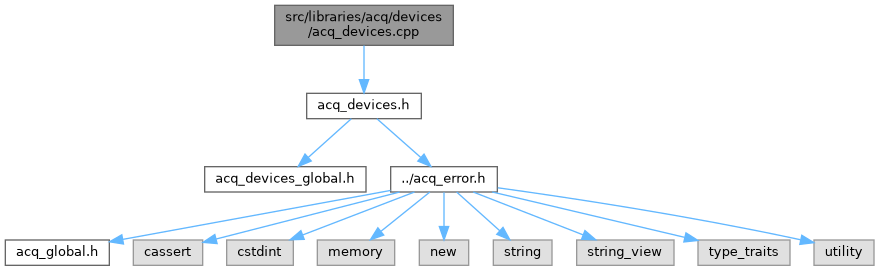 src/libraries/acq/devices
/acq_devices.cpp
acq_devices.h
acq_devices_global.h
../acq_error.h
acq_global.h
cassert
cstdint
memory
new
string
string_view
type_traits
utility